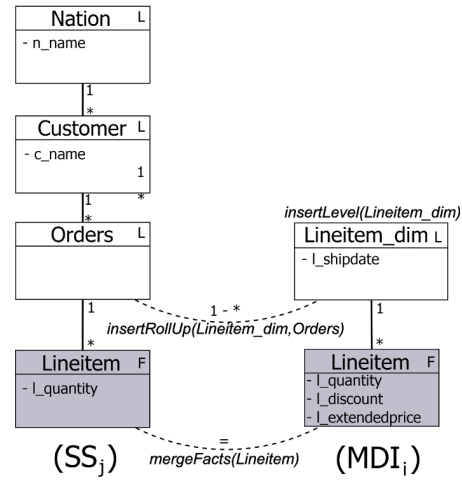 Nation L
- n_name
1
*
Customer L
- c_name
1
*
1
*
Orders L
insertLevel(Lineitem_dim)
Lineitem_dim L
- l_shipdate
1 - *
insertRollUp(Lineitem_dim,Orders)
1
*
1
*
Lineitem F
- l_quantity
Lineitem F
- l_quantity
- l_discount
- l_extendedprice
=
mergeFacts(Lineitem)
(SSj)
(MDIi)